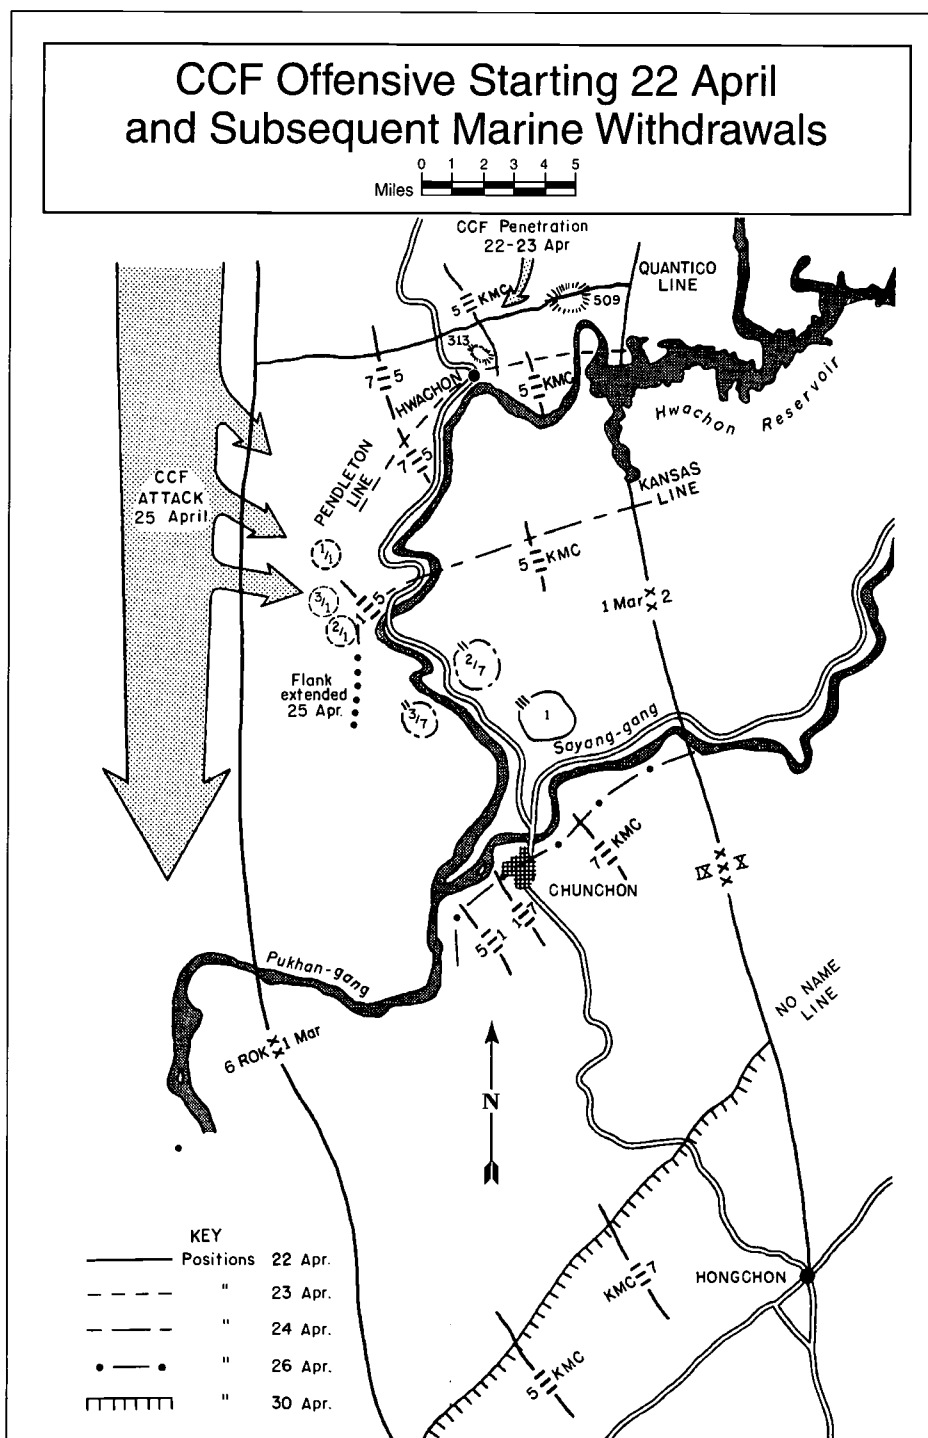 CCF Offensive Starting 22 April
and Subsequent Marine Withdrawals
0 1 2 3 4 5
Miles
CCF Penetration
22-23 Apr
QUANTICO
LINE
5 KMC
509
313
7 5
HWACHON
5 KMC
Hwachon Reservoir
7 5
PENDLETON
LINE
CCF
ATTACK
25 April
KANSAS
LINE
1/1
5 KMC
3/1
1 5
1 Mar 2
2/1
2/7
Flank
extended
25 Apr.
3/7
1
Soyang-gang
7 KMC
IX X
CHUNCHON
1 7
5 1
Pukhan-gang
NO NAME
LINE
6 ROK 1 Mar
N
KEY
Positions 22 Apr.
" 23 Apr.
" 24 Apr.
" 26 Apr.
" 30 Apr.
KMC 7
HONGCHON
5 KMC